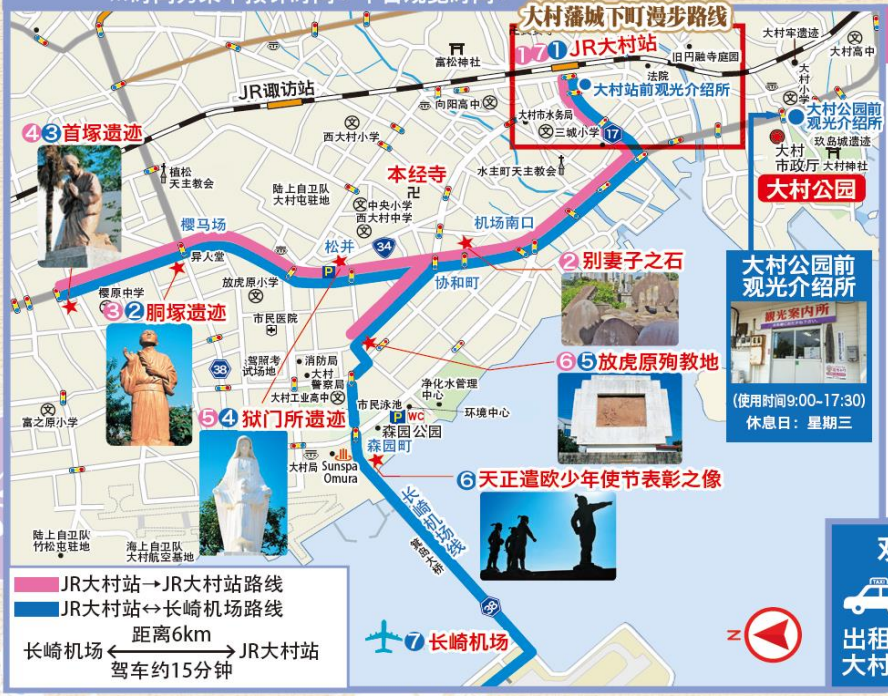 大村藩城下町漫步路线
1 7 1 JR大村站
富松神社
旧円融寺庭园
大村牢遗迹
大村高中
JR诹访站
向阳高中
法院
大村小学
大村站前观光介绍所
大村公园前
观光介绍所
大村市水务局
三城小学
17
西大村小学
玖岛城遗迹
大村
市政厅
大村神社
大村公园
4 3 首塚遗迹
植松
天主教会
本经寺
水主町天主教会
陆上自卫队
大村屯驻地
中央小学
西大村中学
机场南口
樱马场
松并
34
异人堂
P
协和町
2 别妻子之石
大村公园前
观光介绍所
観光案内所
(使用时间9:00~17:30)
休息日：星期三
樱原中学
放虎原小学
3 2 胴塚遗迹
市民医院
6 5 放虎原殉教地
38
驾照考
试场地
消防局
大村
警察局
大村工业高中
净化水管理
中心
市民泳池
环境中心
P WC
富之原小学
5 4 狱门所遗迹
森园公园
森园町
大村局
Sunspa
Omura
6 天正遣欧少年使节表彰之像
长崎机场线
箕岛大桥
陆上自卫队
竹松屯驻地
海上自卫队
大村航空基地
JR大村站→JR大村站路线
JR大村站↔长崎机场路线
距离6km
长崎机场 ↔ JR大村站
驾车约15分钟
38
7 长崎机场
N
TAXI
出租
大村